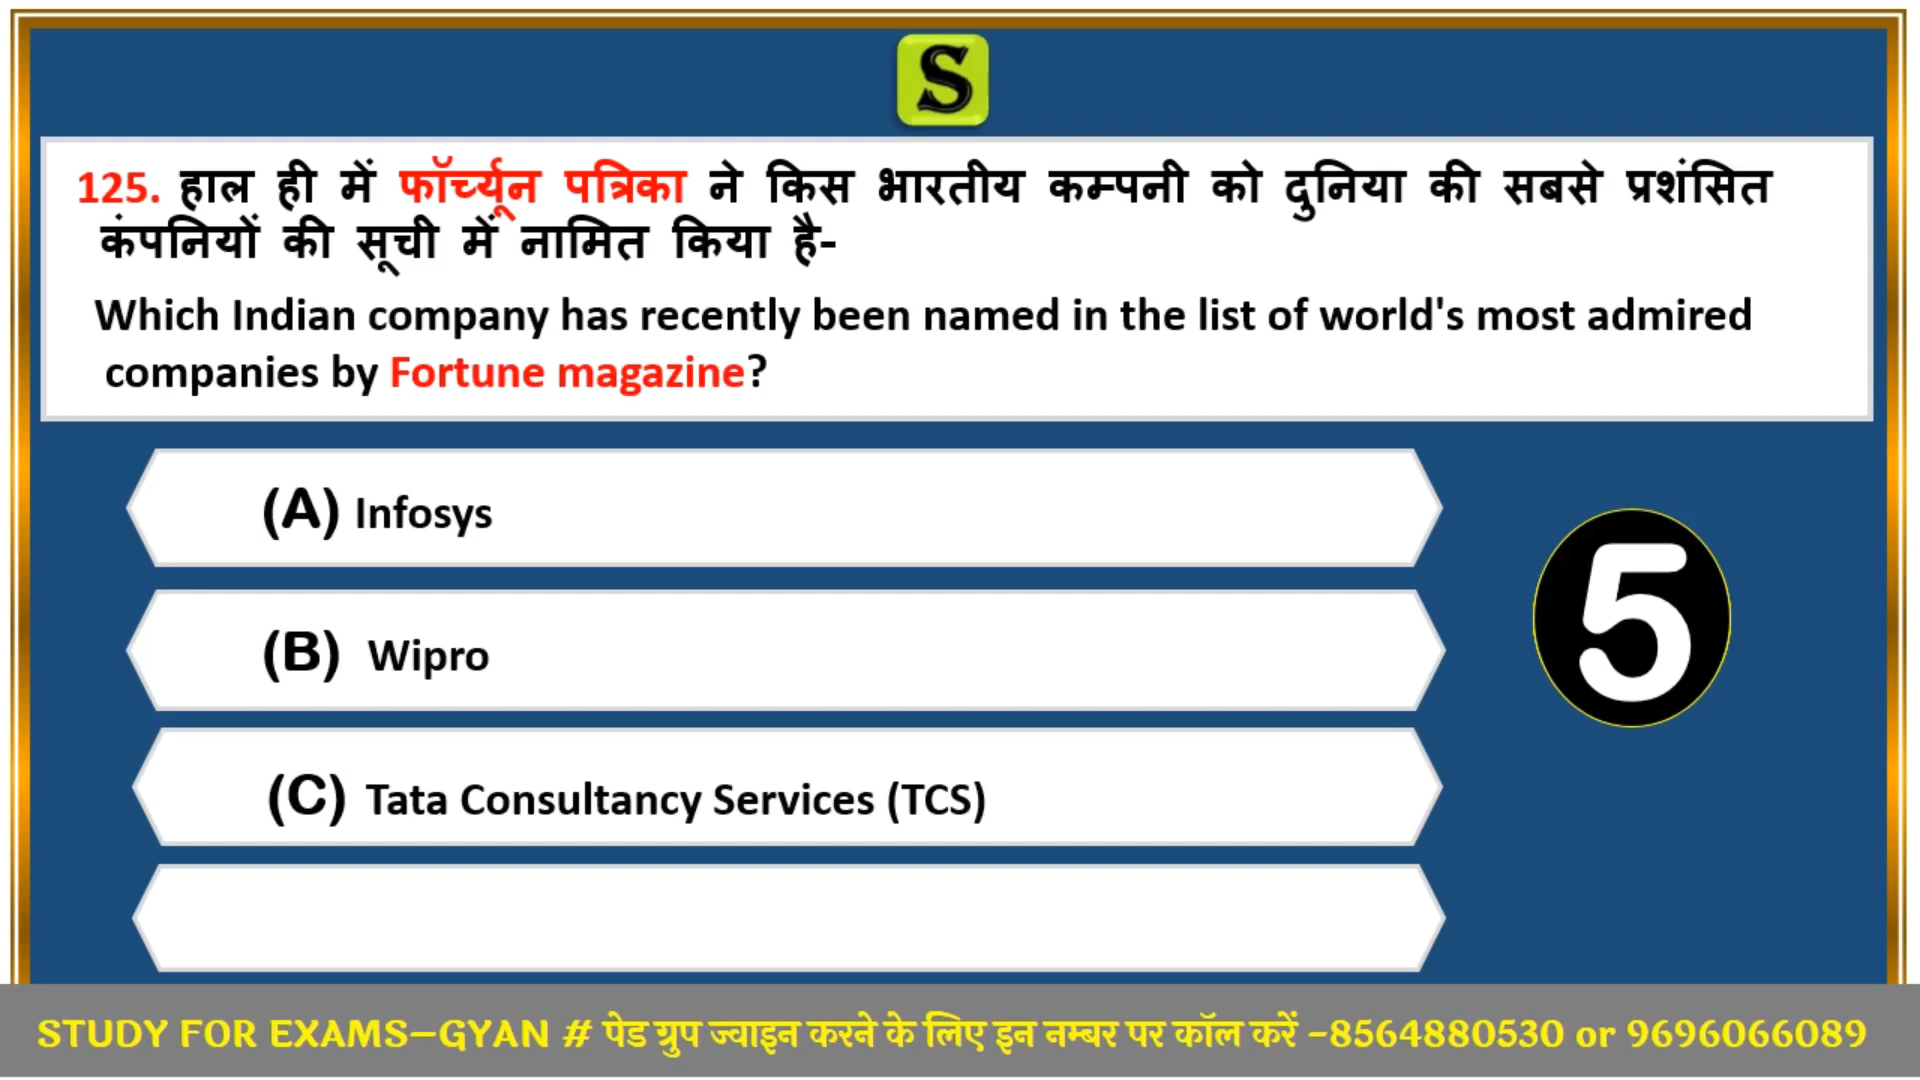 S
125. हाल ही में फॉर्च्यून पत्रिका ने किस भारतीय कम्पनी को दुनिया की सबसे प्रशंसित
कंपनियों की सूची में नामित किया है-
Which Indian company has recently been named in the list of world's most admired
companies by Fortune magazine?
(A) Infosys
(B) Wipro
5
(C) Tata Consultancy Services (TCS)
STUDY FOR EXAMS–GYAN # पेड ग्रुप ज्वाइन करने के लिए इन नम्बर पर कॉल करें -8564880530 or 9696066089